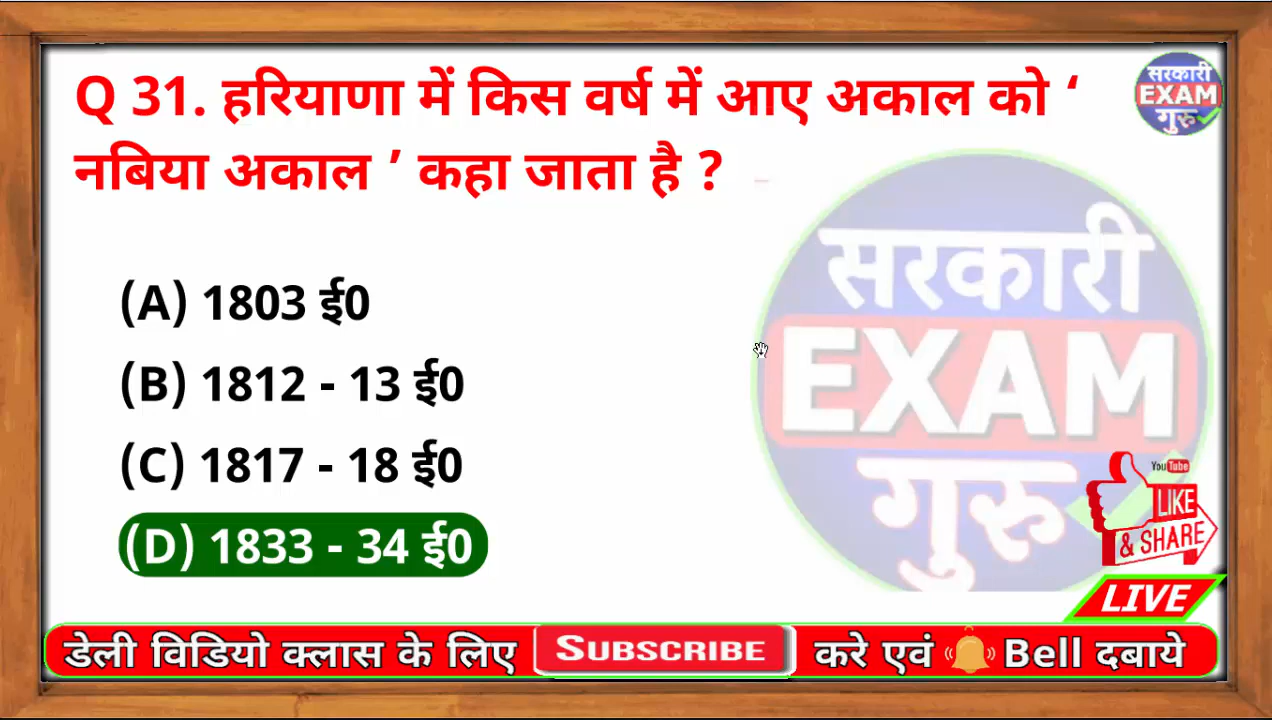 Q 31. हरियाणा में किस वर्ष में आए अकाल को ‘
नबिया अकाल ’ कहा जाता है ?
सरकारी
EXAM
गुरु
(A) 1803 ई0
(B) 1812 - 13 ई0
(C) 1817 - 18 ई0
(D) 1833 - 34 ई0
सरकारी
EXAM
गुरु
YouTube
LIKE
& SHARE
LIVE
डेली विडियो क्लास के लिए SUBSCRIBE करे एवं Bell दबाये